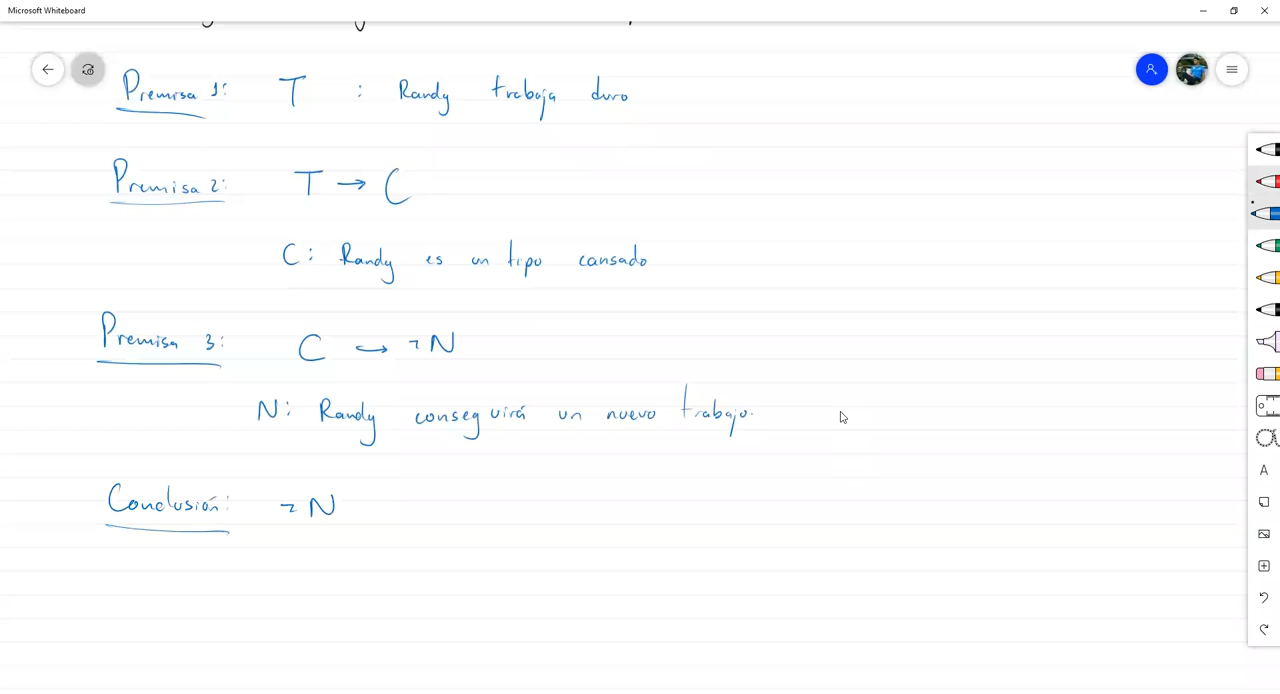 Microsoft Whiteboard
Premisa 1: T : Randy trabaja duro
Premisa 2: T → C
C: Randy es un tipo cansado
Premisa 3: C → ¬N
N: Randy conseguirá un nuevo trabajo.
Conclusión: ¬N
A